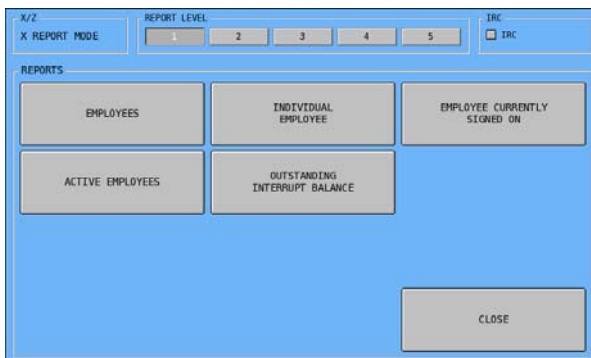 X/Z
REPORT LEVEL
IRC
X REPORT MODE
1
2
3
4
5
IRC
REPORTS
EMPLOYEES
INDIVIDUAL
EMPLOYEE
EMPLOYEE CURRENTLY
SIGNED ON
ACTIVE EMPLOYEES
OUTSTANDING
INTERRUPT BALANCE
CLOSE